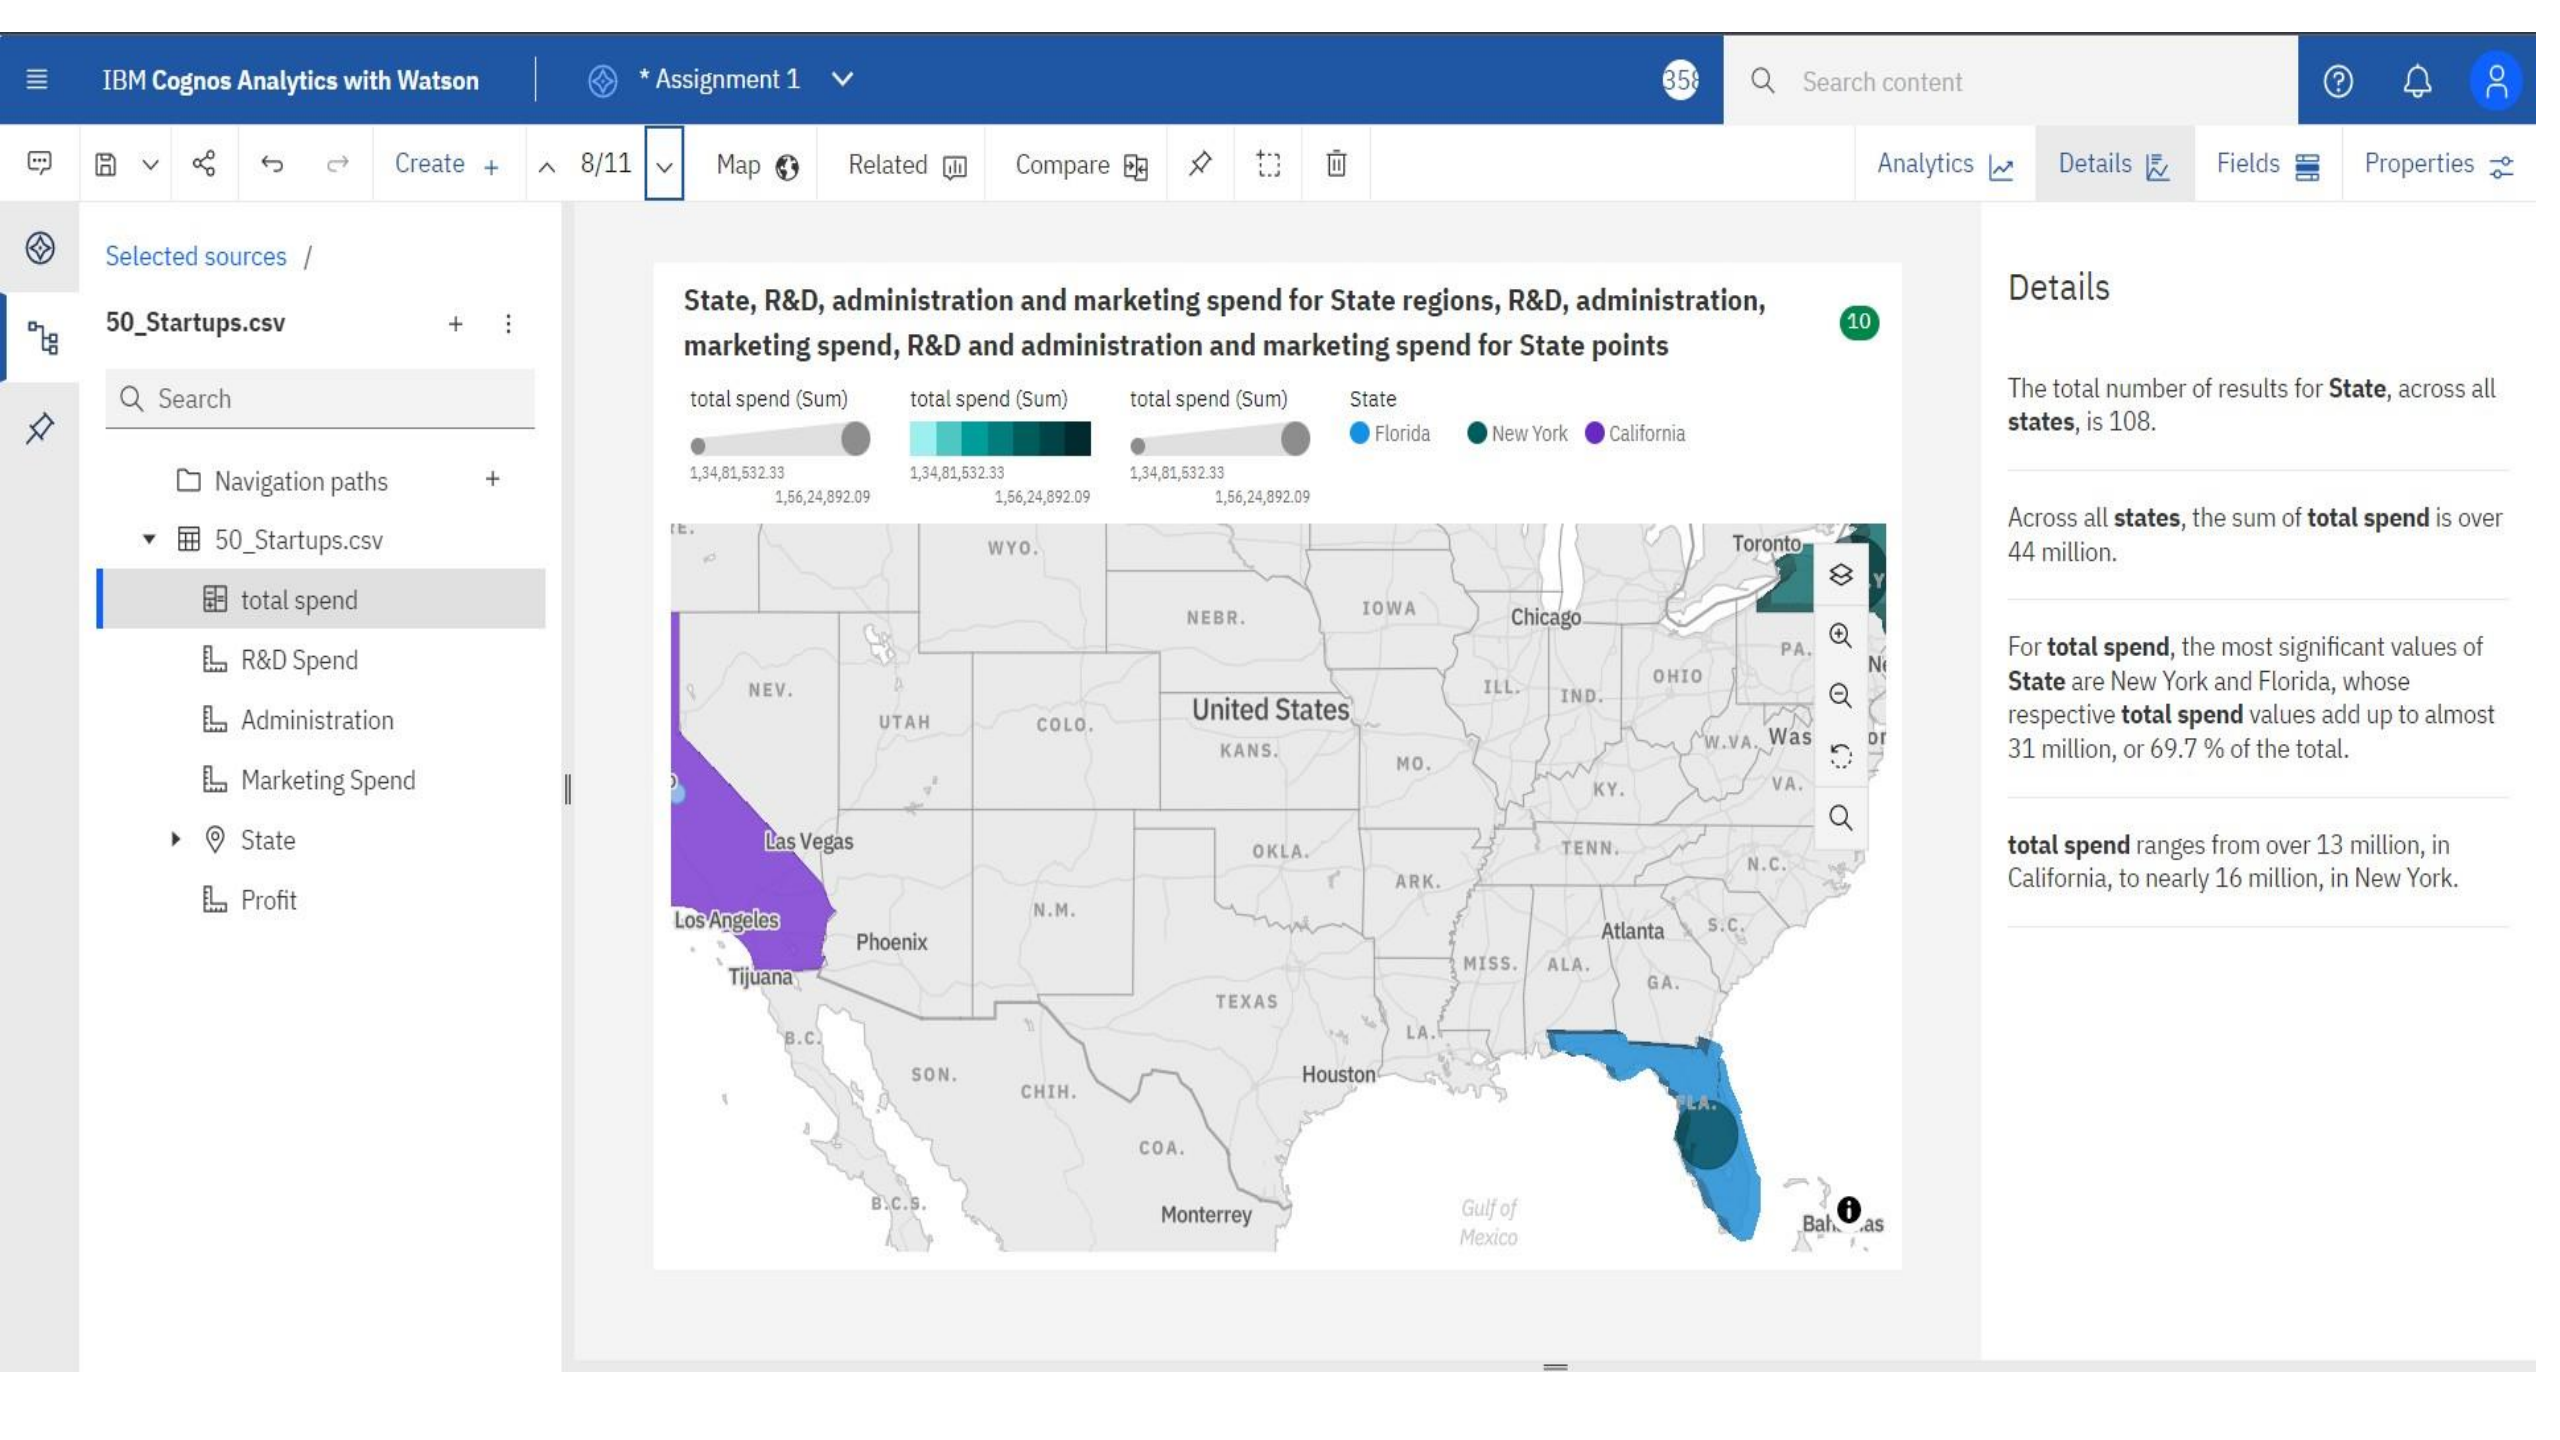 IBM Cognos Analytics with Watson
* Assignment 1
358
Search content
Create +
8/11
Map
Related
Compare
Analytics
Details
Fields
Properties
Selected sources /
50_Startups.csv
Search
Navigation paths
50_Startups.csv
total spend
R&D Spend
Administration
Marketing Spend
State
Profit
State, R&D, administration and marketing spend for State regions, R&D, administration,
marketing spend, R&D and administration and marketing spend for State points
10
total spend (Sum)
1,34,81,532.33
1,56,24,892.09
total spend (Sum)
1,34,81,532.33
1,56,24,892.09
total spend (Sum)
1,34,81,532.33
1,56,24,892.09
State
Florida
New York
California
Toronto
WYO.
NEBR.
IOWA
Chicago
PA.
NEV.
UTAH
COLO.
United States
KANS.
ILL.
IND.
OHIO
MO.
W.VA.
Was
KY.
VA.
Las Vegas
OKLA.
TENN.
N.C.
ARK.
Los Angeles
N.M.
Phoenix
Atlanta
S.C.
Tijuana
MISS.
ALA.
GA.
TEXAS
B.C.
LA.
SON.
CHIH.
Houston
FLA.
COA.
B.C.S.
Monterrey
Gulf of
Mexico
Details
The total number of results for State, across all
states, is 108.
Across all states, the sum of total spend is over
44 million.
For total spend, the most significant values of
State are New York and Florida, whose
respective total spend values add up to almost
31 million, or 69.7 % of the total.
total spend ranges from over 13 million, in
California, to nearly 16 million, in New York.